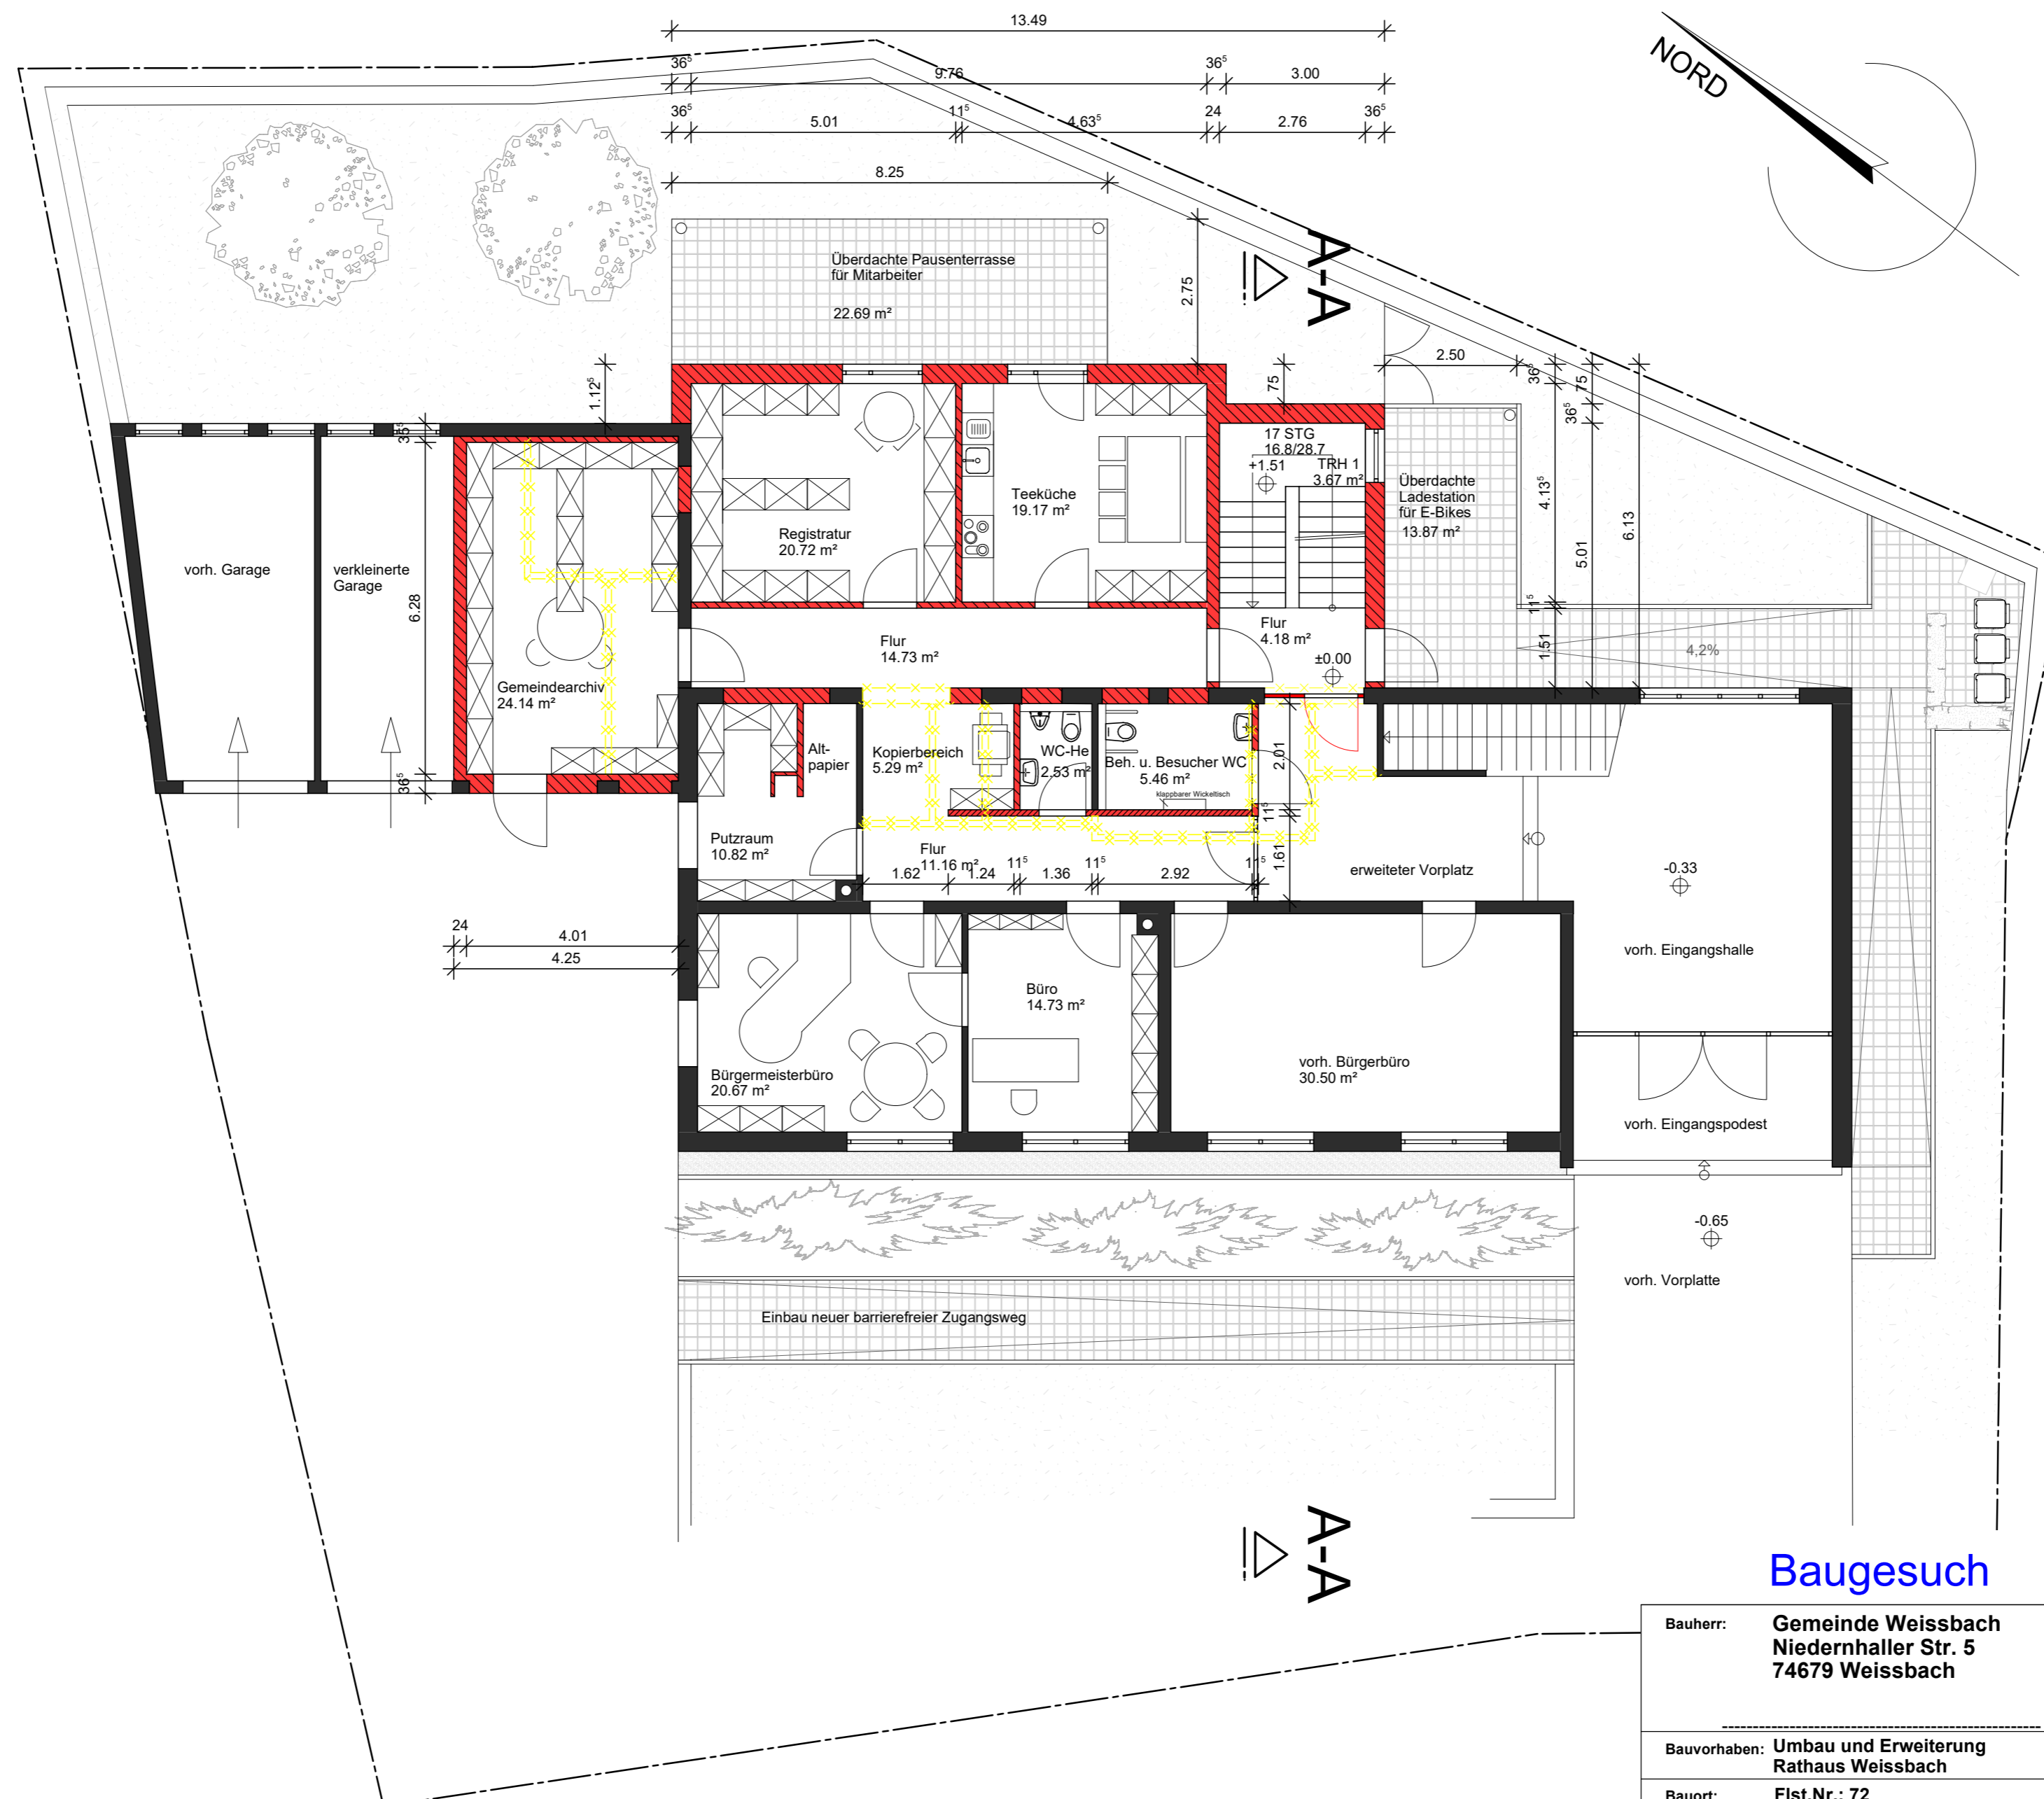 13.49
36⁵
9.76
36⁵
3.00
36⁵
5.01
11⁵
4.63⁵
24
2.76
36⁵
8.25
NORD
Überdachte Pausenterrasse
für Mitarbeiter
22.69 m²
2.75
A-A
1.12⁵
75
2.50
36⁵
75
36⁵
4.13⁵
5.01
6.13
11⁵
1.51
35⁵
6.28
36⁵
17 STG
16.8/28.7
+1.51
TRH 1
3.67 m²
Überdachte
Ladestation
für E-Bikes
13.87 m²
Teeküche
19.17 m²
Registratur
20.72 m²
vorh. Garage
verkleinerte
Garage
Flur
14.73 m²
Flur
4.18 m²
±0.00
4,2%
Gemeindearchiv
24.14 m²
Alt-
papier
Kopierbereich
5.29 m²
WC-He
2.53 m²
Beh. u. Besucher WC
5.46 m²
klappbarer Wickeltisch
2.01
11⁵
1.61
Putzraum
10.82 m²
Flur
11.16 m²
1.62
1.24
11⁵
1.36
11⁵
2.92
11⁵
erweiteter Vorplatz
-0.33
24
4.01
4.25
vorh. Eingangshalle
Büro
14.73 m²
Bürgermeisterbüro
20.67 m²
vorh. Bürgerbüro
30.50 m²
vorh. Eingangspodest
-0.65
vorh. Vorplatte
Einbau neuer barrierefreier Zugangsweg
A-A
Baugesuch
Bauherr: Gemeinde Weissbach
Niedernhaller Str. 5
74679 Weissbach
Bauvorhaben: Umbau und Erweiterung
Rathaus Weissbach
Bauort: Flst.Nr.: 72